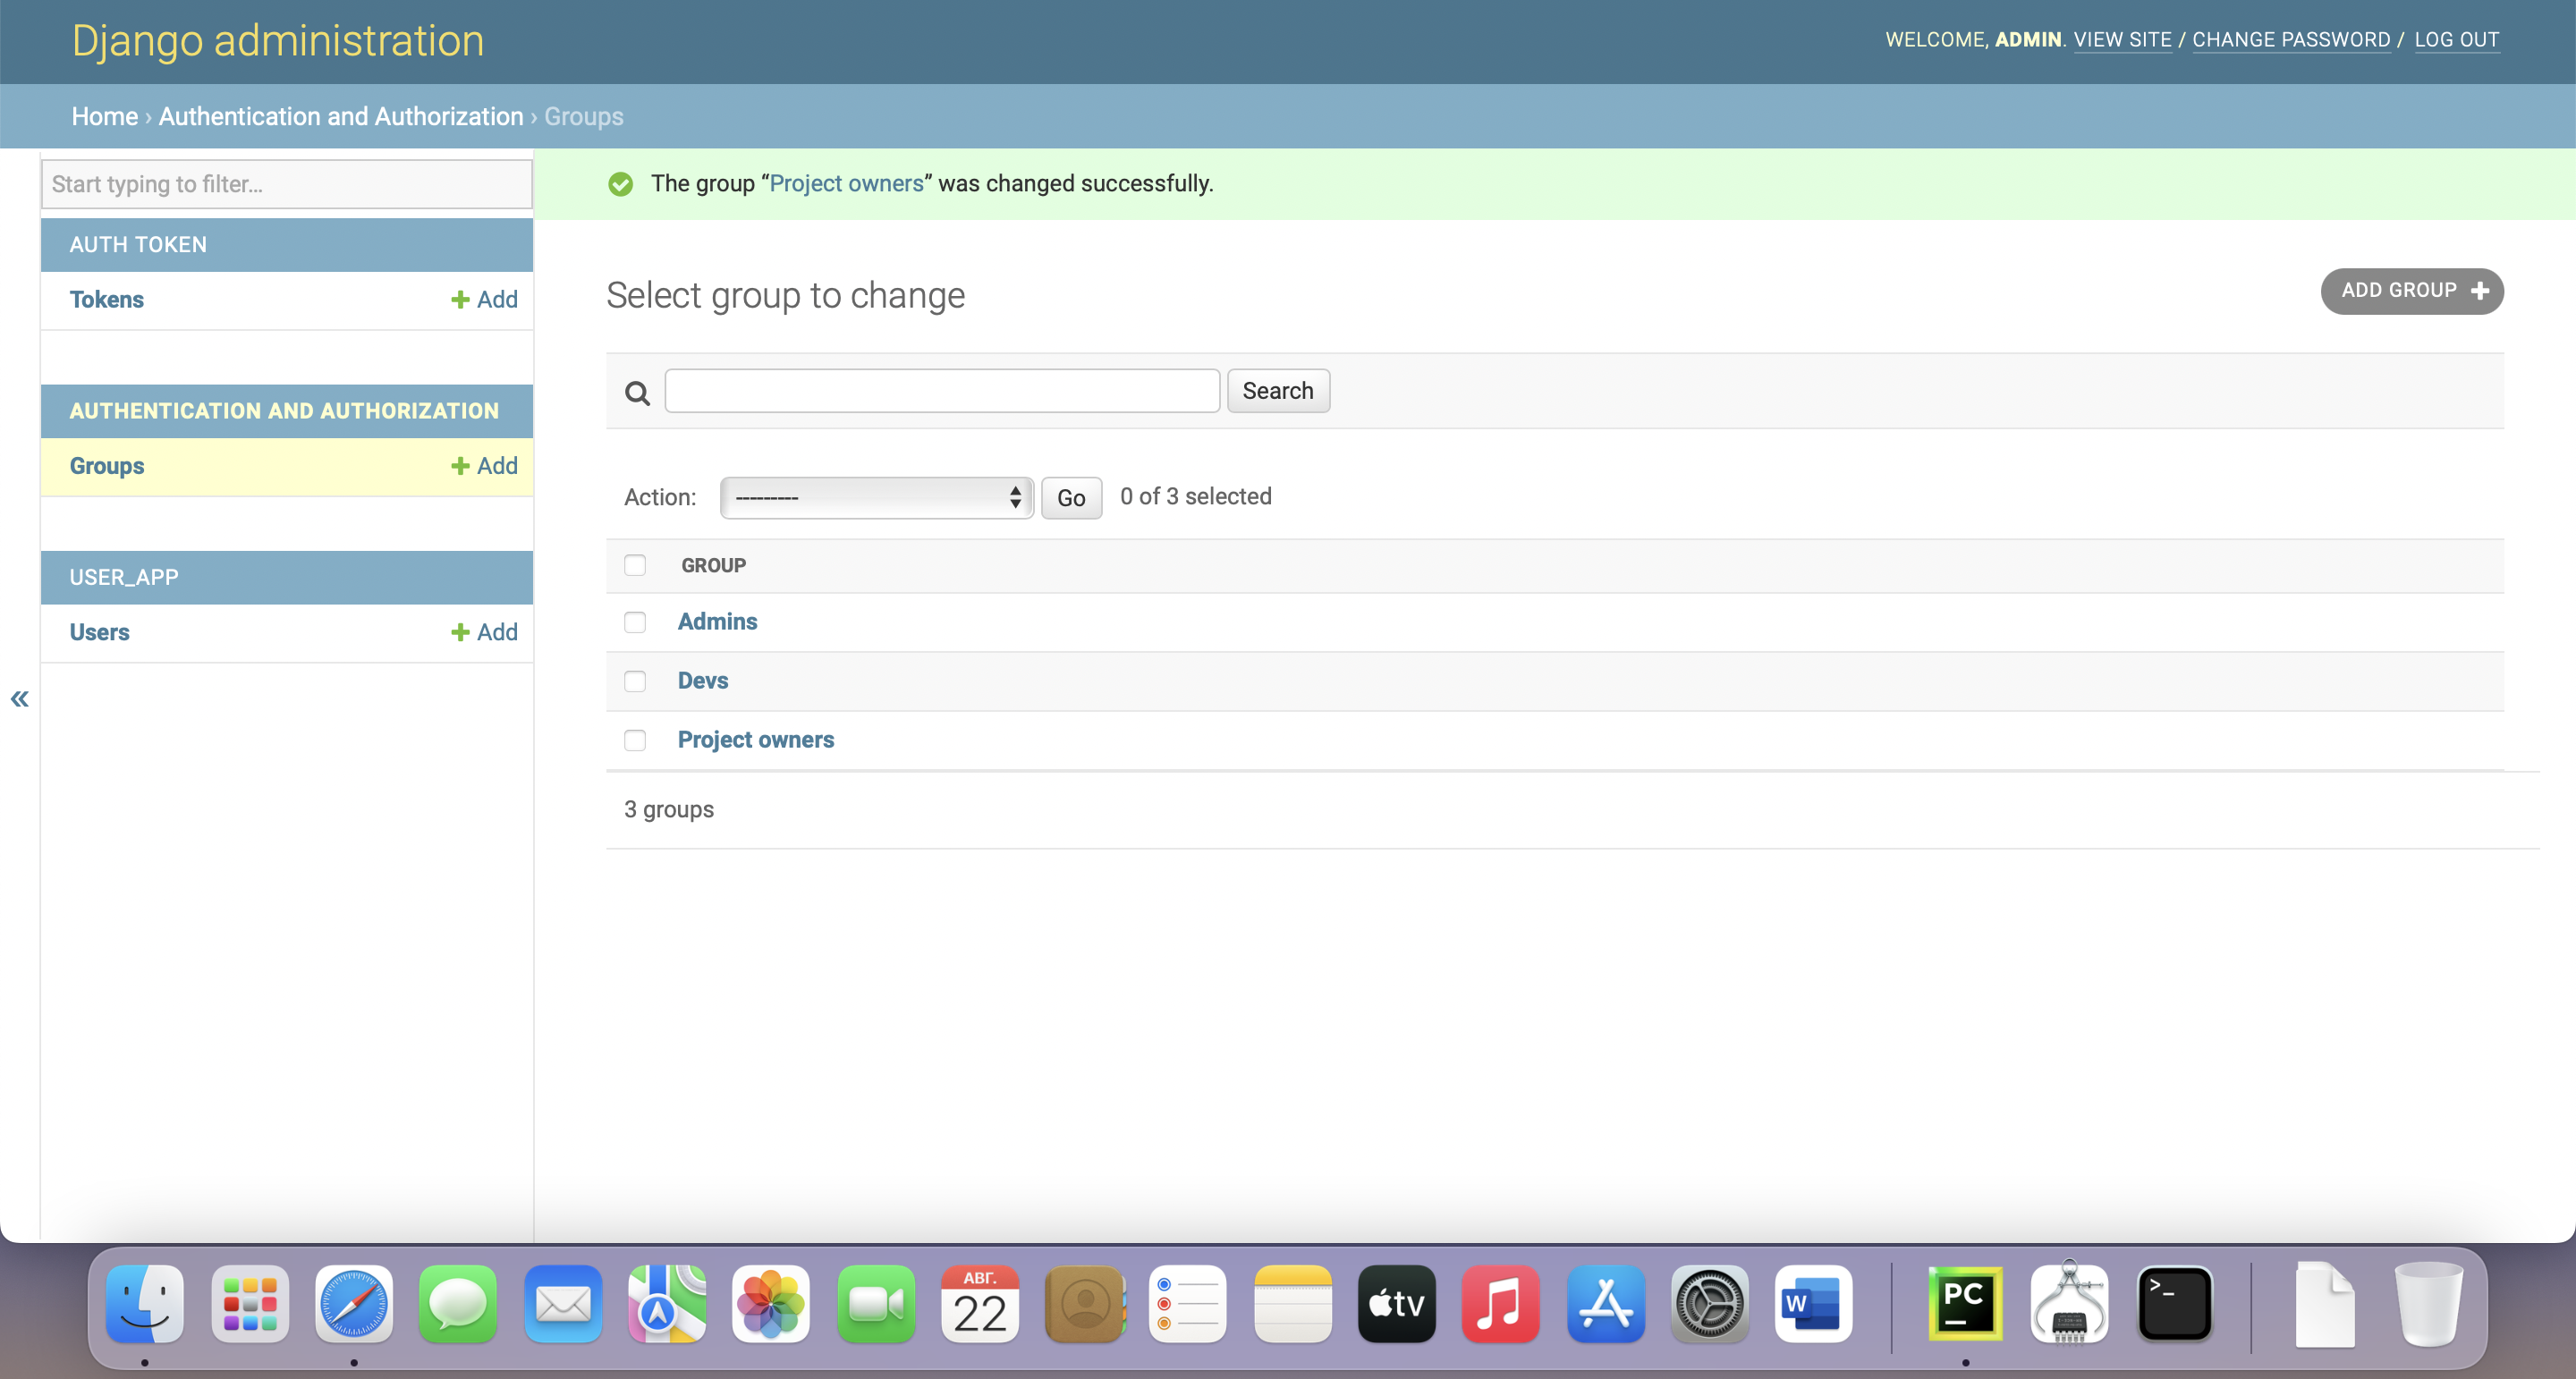 Django administration
WELCOME, ADMIN. VIEW SITE / CHANGE PASSWORD / LOG OUT
Home › Authentication and Authorization › Groups
Start typing to filter...
AUTH TOKEN
Tokens
Add
AUTHENTICATION AND AUTHORIZATION
Groups
Add
USER_APP
Users
Add
«
The group “Project owners” was changed successfully.
Select group to change
ADD GROUP
Search
Action:
---------
Go
0 of 3 selected
GROUP
Admins
Devs
Project owners
3 groups
АВГ.
22
tv
W
PC
>_